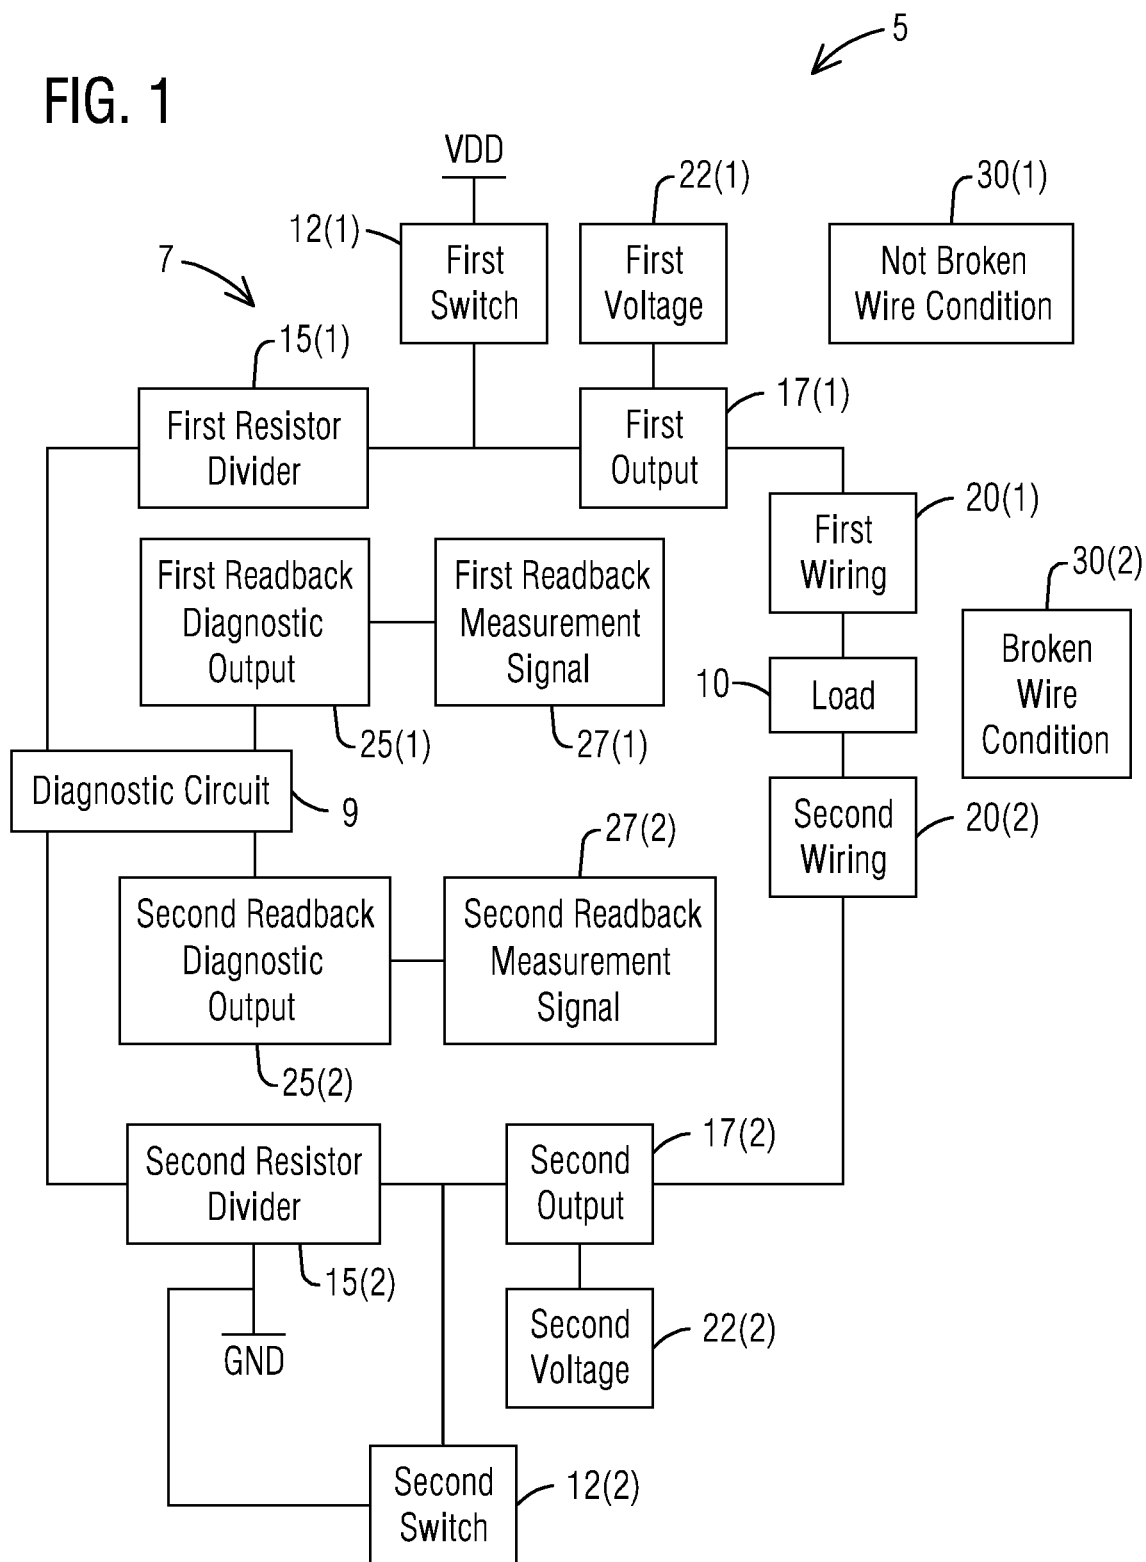 5
FIG. 1
VDD
22(1)
30(1)
12(1)
7
First
Switch
First
Voltage
Not Broken
Wire Condition
15(1)
17(1)
First Resistor
Divider
First
Output
20(1)
First
Wiring
30(2)
First Readback
Diagnostic
Output
First Readback
Measurement
Signal
Broken
Wire
Condition
10
Load
25(1)
27(1)
Diagnostic Circuit
9
Second
Wiring
20(2)
27(2)
Second Readback
Diagnostic
Output
Second Readback
Measurement
Signal
25(2)
17(2)
Second Resistor
Divider
Second
Output
15(2)
GND
Second
Voltage
22(2)
Second
Switch
12(2)